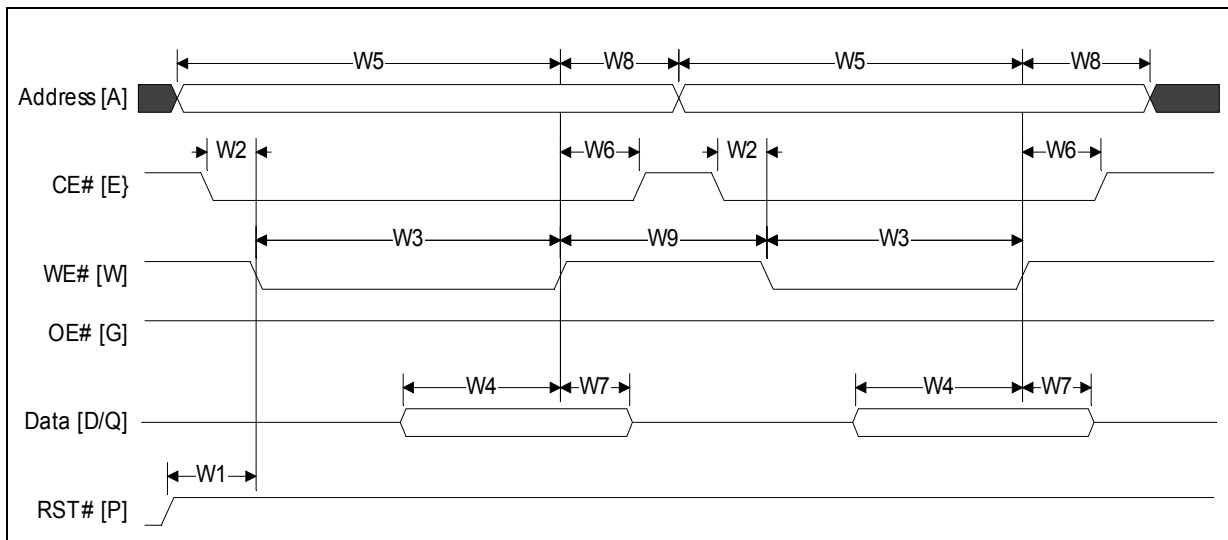 W5 W8 W5 W8
Address [A]
W2 W6 W2 W6
CE# [E}
W3 W9 W3
WE# [W]
OE# [G]
W4 W7 W4 W7
Data [D/Q]
W1
RST# [P]